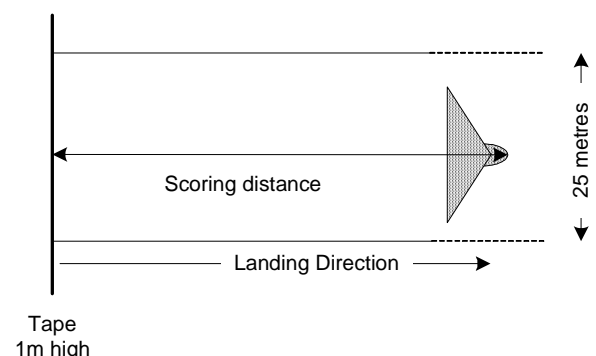 25 metres
Scoring distance
Landing Direction
Tape
1m high